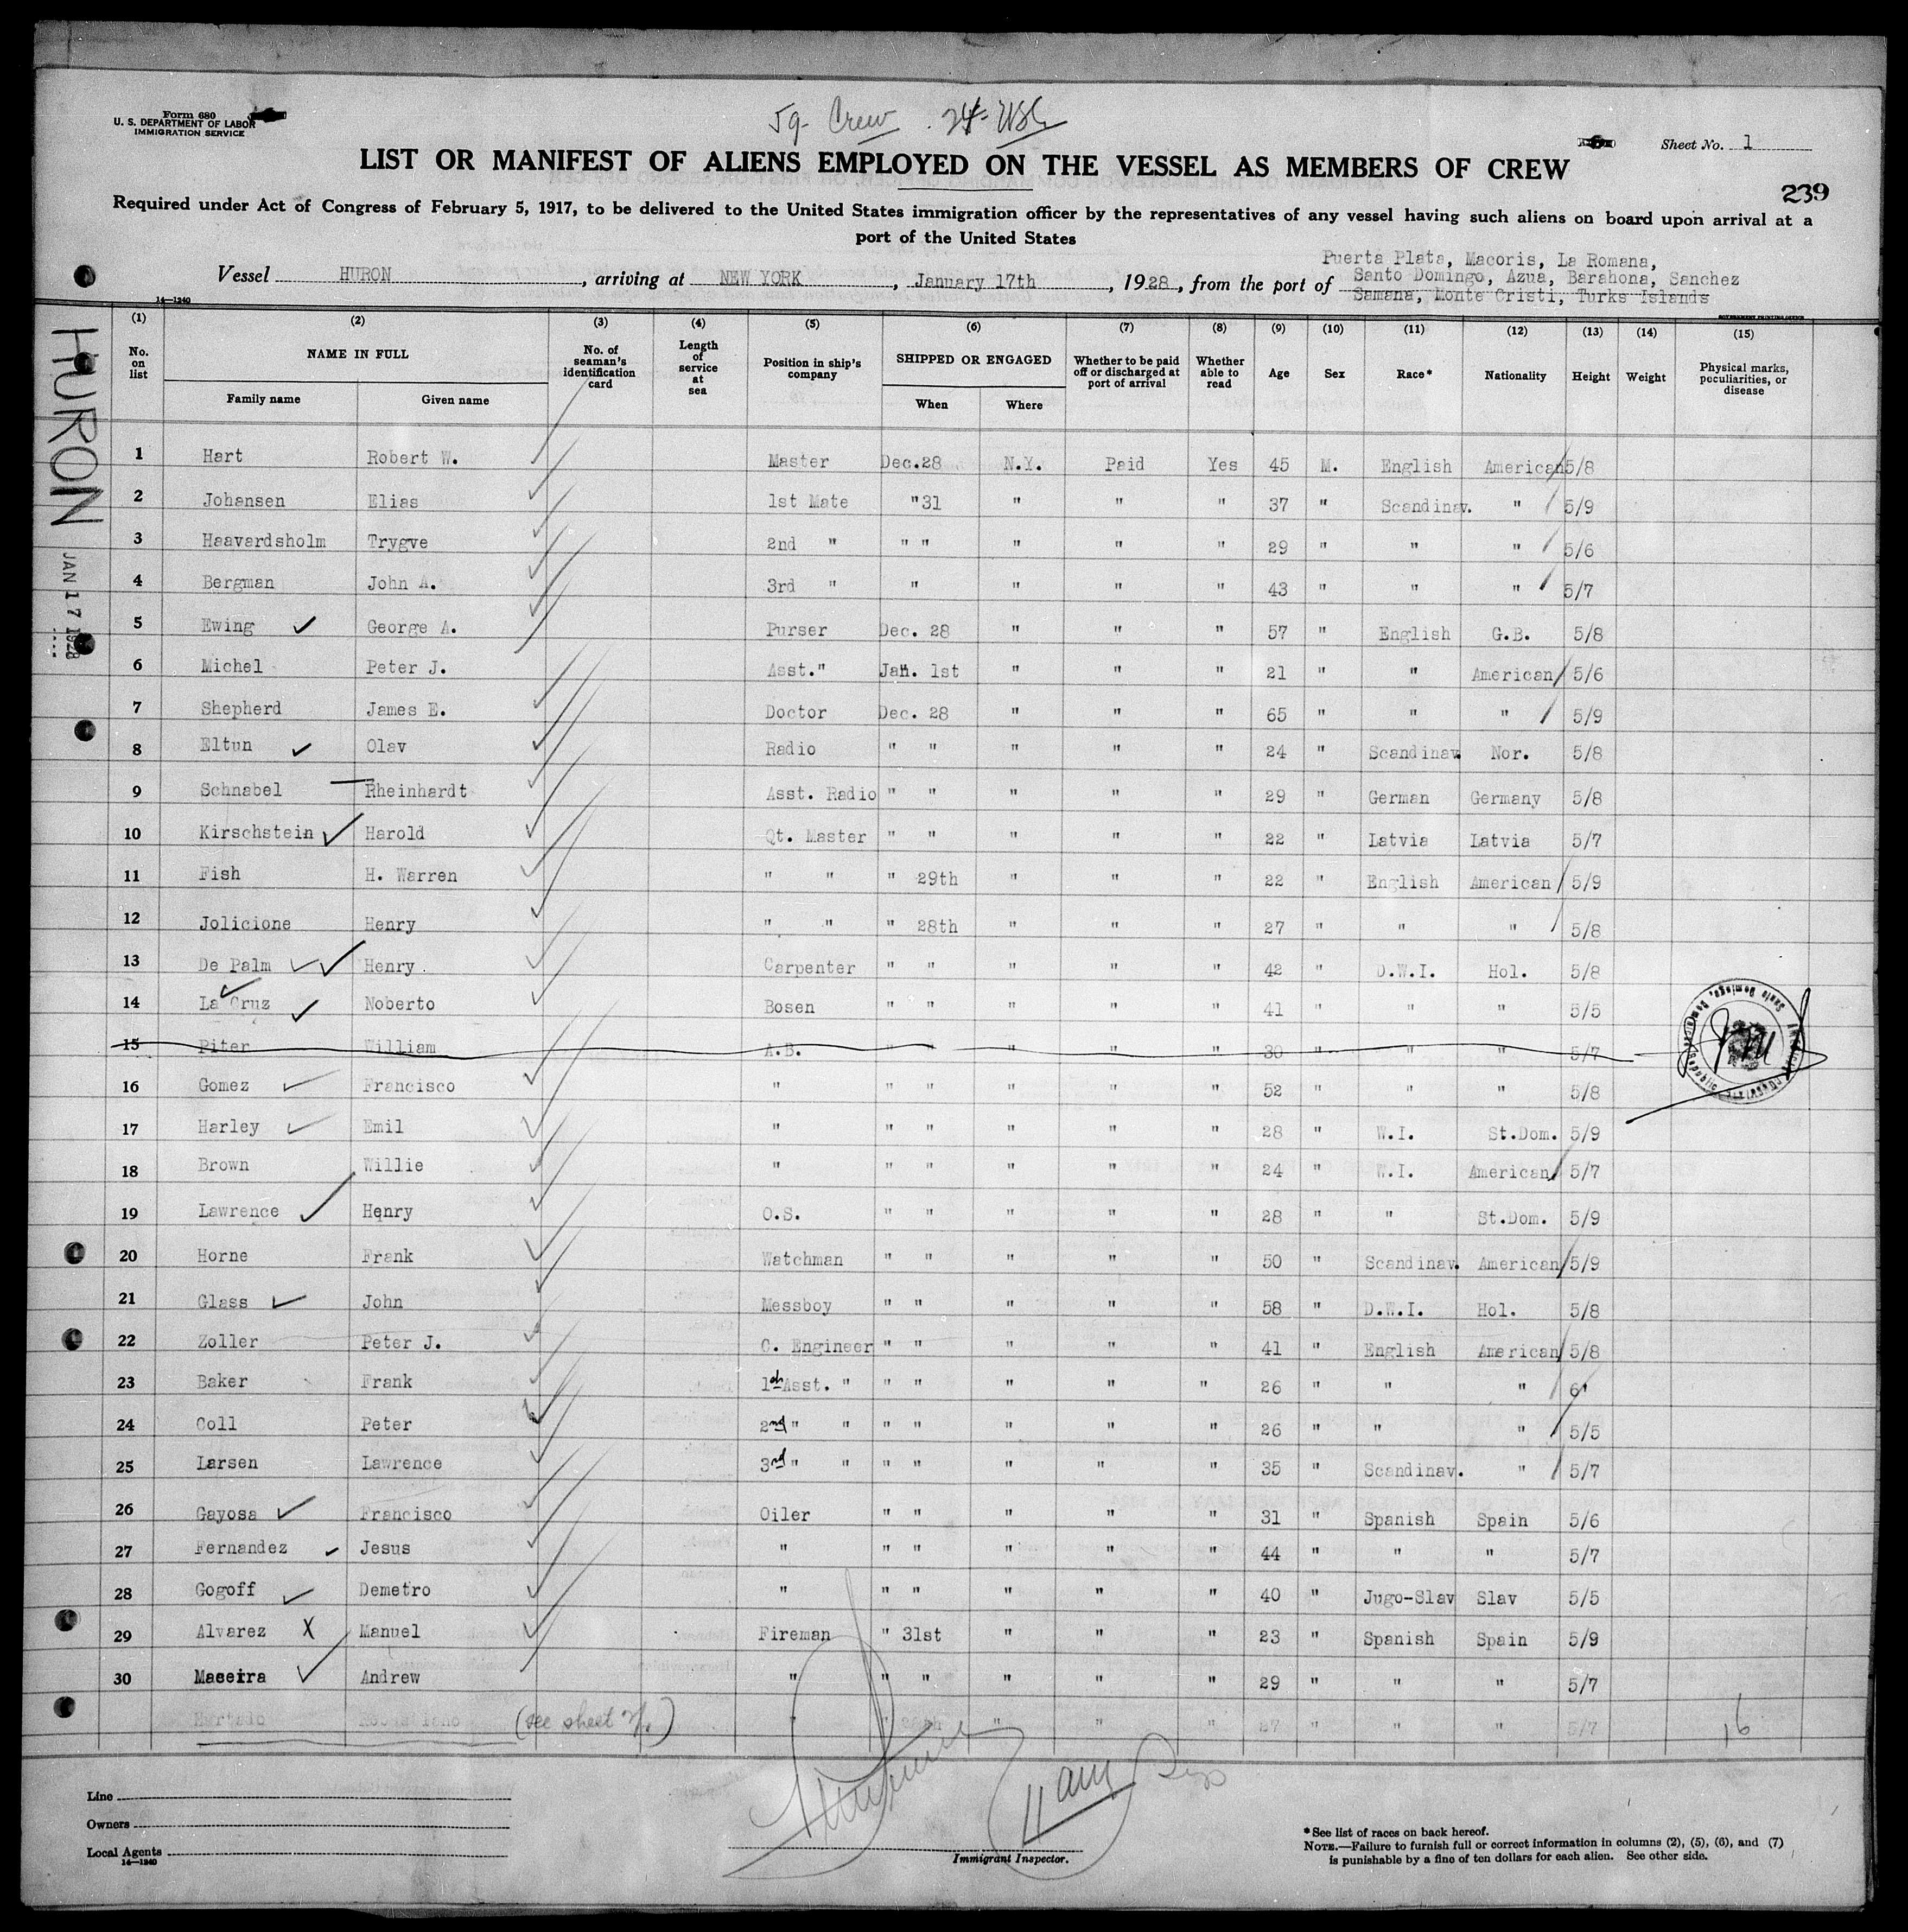 Form 680
U. S. DEPARTMENT OF LABOR
IMMIGRATION SERVICE
59- Crew . 24-USC
Sheet No. 1
LIST OR MANIFEST OF ALIENS EMPLOYED ON THE VESSEL AS MEMBERS OF CREW
239
Required under Act of Congress of February 5, 1917, to be delivered to the United States immigration officer by the representatives of any vessel having such aliens on board upon arrival at a
port of the United States
Puerta Plata, Macoris, La Romana,
Vessel HURON, arriving at NEW YORK, January 17th, 1928, from the port of Santo Domingo, Azua, Barahona, Sanchez
Samana, Monte Cristi, Turks Islands
14-1240
GOVERNMENT PRINTING OFFICE
HURON
JAN 17 1928
(1) (2) (3) (4) (5) (6) (7) (8) (9) (10) (11) (12) (13) (14) (15)
No. on list NAME IN FULL No. of seaman's identification card Length of service at sea Position in ship's company SHIPPED OR ENGAGED Whether to be paid off or discharged at port of arrival Whether able to read Age Sex Race* Nationality Height Weight Physical marks, peculiarities, or disease
Family name Given name When Where
1 Hart Robert W. Master Dec.28 N.Y. Paid Yes 45 M. English American 5/8
2 Johansen Elias 1st Mate "31 " " " 37 " Scandinav. " 5/9
3 Haavardsholm Trygve 2nd " " " " " " 29 " " " 5/6
4 Bergman John A. 3rd " " " " " 43 " " " 5/7
5 Ewing George A. Purser Dec. 28 " " " 57 " English G.B. 5/8
6 Michel Peter J. Asst." Jan. 1st " " " 21 " " American 5/6
7 Shepherd James E. Doctor Dec. 28 " " " 65 " " " 5/9
8 Eltun Olav Radio " " " " " 24 " Scandinav. Nor. 5/8
9 Schnabel Rheinhardt Asst. Radio " " " " " 29 " German Germany 5/8
10 Kirschstein Harold Qt. Master " " " " " 22 " Latvia Latvia 5/7
11 Fish H. Warren " " " 29th " " " 22 " English American 5/9
12 Jolicione Henry " " " 28th " " " 27 " " " 5/8
13 De Palm Henry Carpenter " " " " " 42 " D.W.I. Hol. 5/8
14 La Cruz Noberto Bosen " " " " " 41 " " " 5/5
15 Piter William A.B. " " " " " 30 " " " 5/7
16 Gomez Francisco " " " " " " 52 " " " 5/8
17 Harley Emil " " " " " " 28 " W.I. St.Dom. 5/9
18 Brown Willie " " " " " " 24 " W.I. American 5/7
19 Lawrence Henry O.S. " " " " " 28 " " St.Dom. 5/9
20 Horne Frank Watchman " " " " " 50 " Scandinav. American 5/9
21 Glass John Messboy " " " " " 58 " D.W.I. Hol. 5/8
22 Zoller Peter J. C. Engineer " " " " " 41 " English American 5/8
23 Baker Frank 1st Asst. " " " " " " 26 " " " 6'
24 Coll Peter 2nd " " " " " " " 26 " " " 5/5
25 Larsen Lawrence 3rd " " " " " " " 35 " Scandinav. " 5/7
26 Gayosa Francisco Oiler " " " " " 31 " Spanish Spain 5/6
27 Fernandez Jesus " " " " " " 44 " " " 5/7
28 Gogoff Demetro " " " " " " 40 " Jugo-Slav Slav 5/5
29 Alvarez X Manuel Fireman " 31st " " " 23 " Spanish Spain 5/9
30 Maceira Andrew " " " " " " 29 " " " 5/7
Hurtado (see sheet 2) " " " " " 27 " " " 5/7
16
Line
Owners
Local Agents
14-1240
Immigrant Inspector.
*See list of races on back hereof.
NOTE.—Failure to furnish full or correct information in columns (2), (5), (6), and (7)
is punishable by a fine of ten dollars for each alien. See other side.